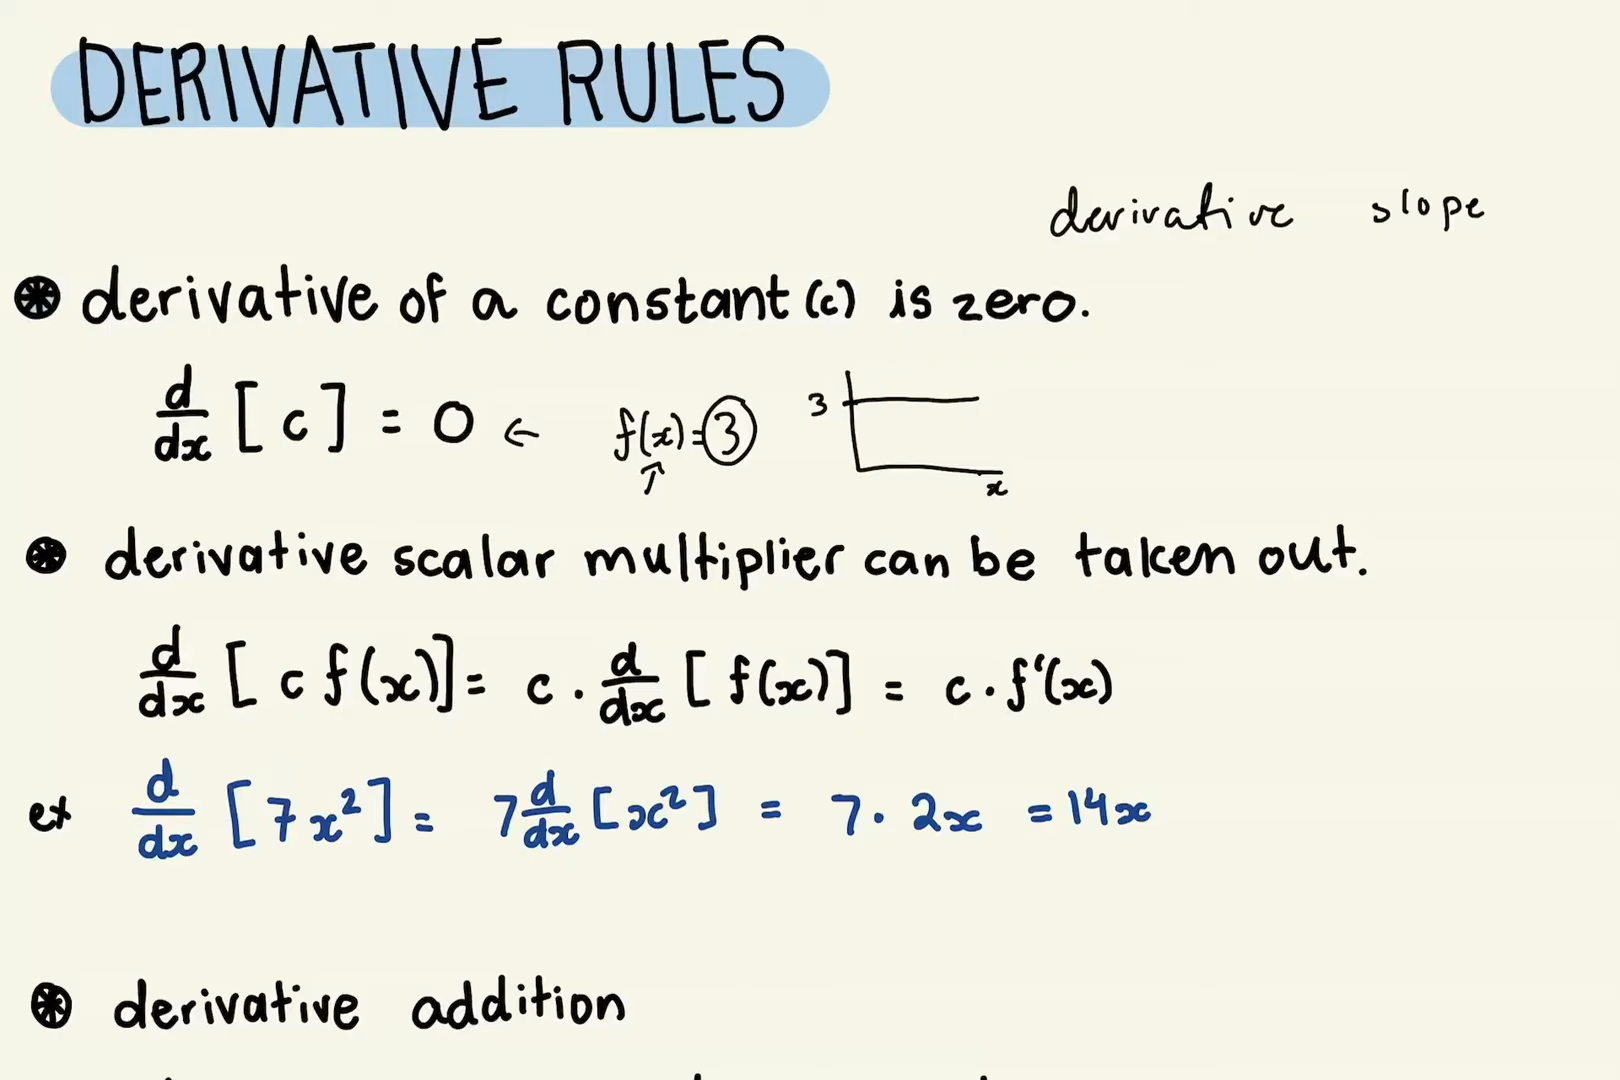 DERIVATIVE RULES
derivative slope
⊛ derivative of a constant (c) is zero.
d/dx [c] = 0 ← f(x)=3 ↑ 3 x
⊛ derivative scalar multiplier can be taken out.
d/dx [c f(x)] = c · d/dx [f(x)] = c · f'(x)
ex d/dx [7x²] = 7 d/dx [x²] = 7 · 2x = 14x
⊛ derivative addition